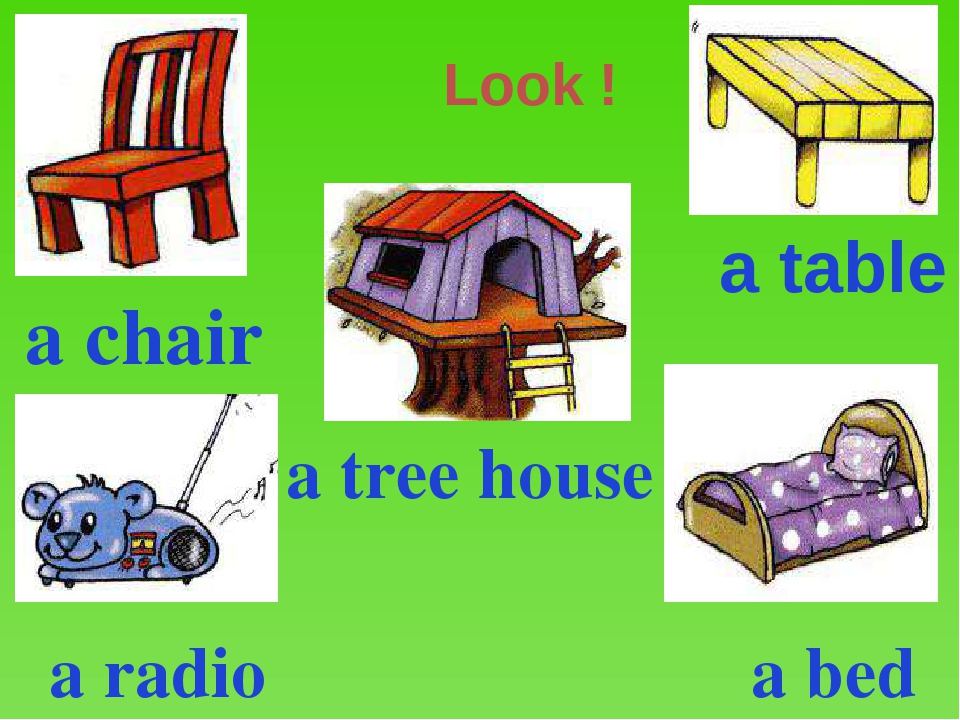 Look !
a table
a chair
a tree house
a radio
a bed